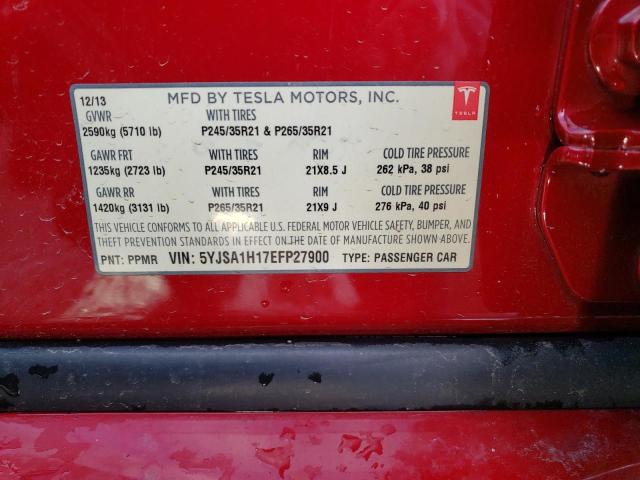 12/13 MFD BY TESLA MOTORS, INC.
TESLA
GVWR WITH TIRES
2590kg (5710 lb) P245/35R21 & P265/35R21
GAWR FRT WITH TIRES RIM COLD TIRE PRESSURE
1235kg (2723 lb) P245/35R21 21X8.5 J 262 kPa, 38 psi
GAWR RR WITH TIRES RIM COLD TIRE PRESSURE
1420kg (3131 lb) P265/35R21 21X9 J 276 kPa, 40 psi
THIS VEHICLE CONFORMS TO ALL APPLICABLE U.S. FEDERAL MOTOR VEHICLE SAFETY, BUMPER, AND
THEFT PREVENTION STANDARDS IN EFFECT ON THE DATE OF MANUFACTURE SHOWN ABOVE.
PNT: PPMR VIN: 5YJSA1H17EFP27900 TYPE: PASSENGER CAR